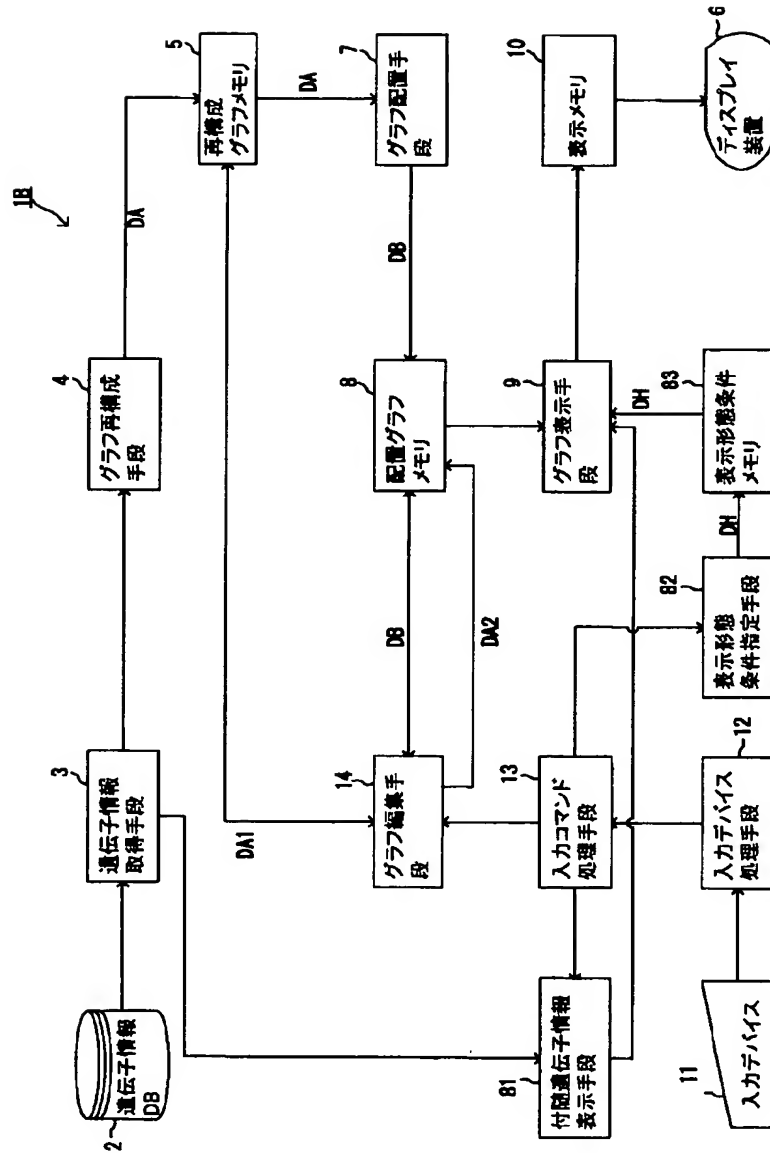 1B
2
遺伝子情報
DB
3
遺伝子情報
取得手段
4
グラフ再構成
手段
DA
5
再構成
グラフメモリ
DA
DA1
14
グラフ編集手
段
DB
DA2
8
配置グラフ
メモリ
DB
7
グラフ配置手
段
81
付随遺伝子情報
表示手段
13
入力コマンド
処理手段
9
グラフ表示手
段
10
表示メモリ
DH
11
入力デバイス
12
入力デバイス
処理手段
82
表示形態
条件指定手段
DH
83
表示形態条件
メモリ
6
ディスプレイ
装置